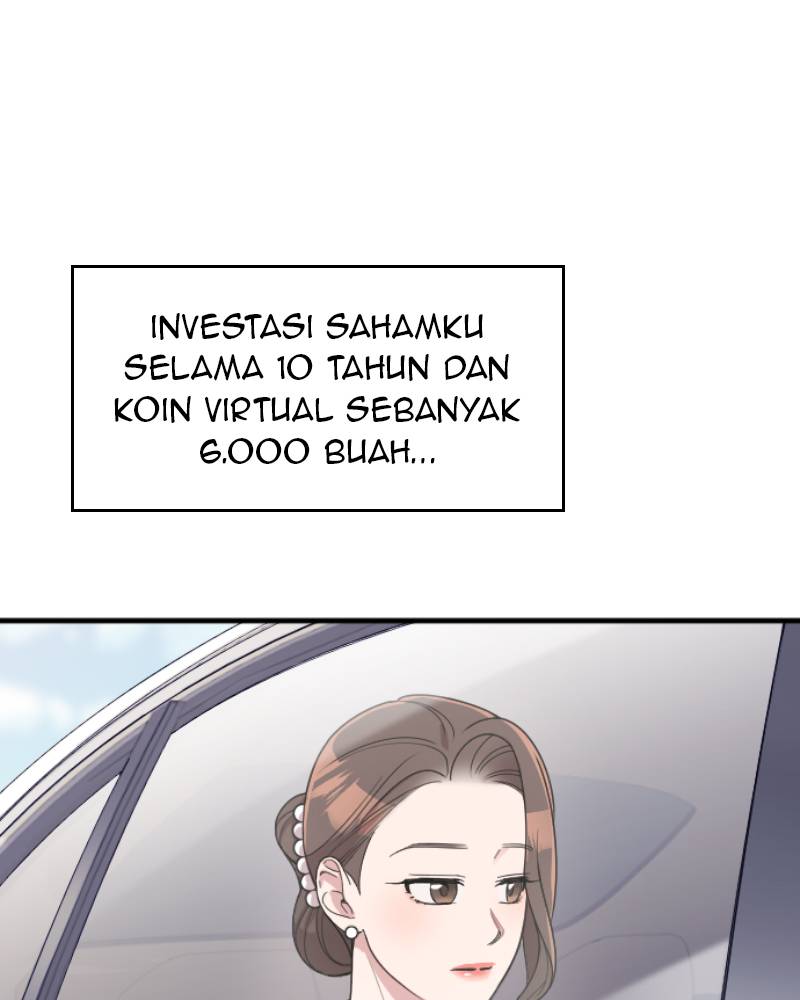 INVESTASI SAHAMKU
SELAMA 10 TAHUN DAN
KOIN VIRTUAL SEBANYAK
6.000 BUAH...